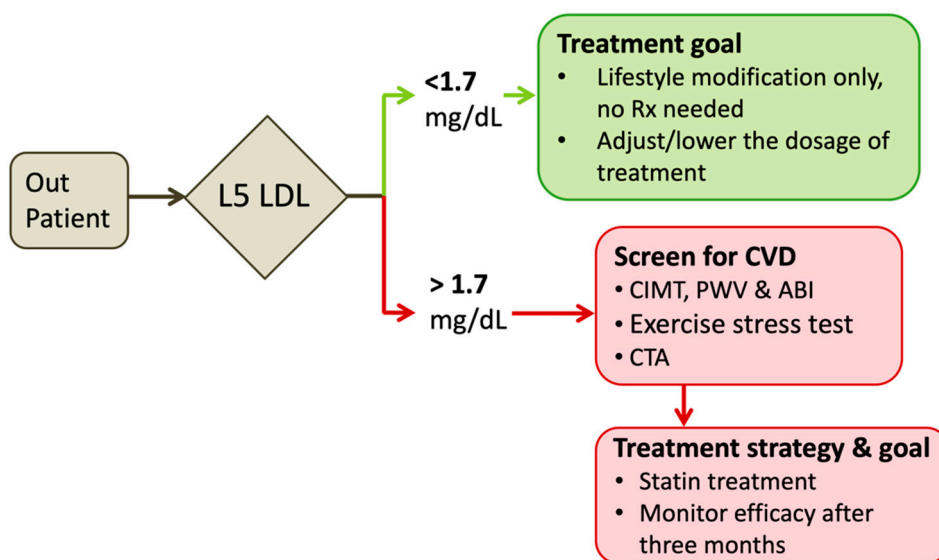 Out
Patient
L5 LDL
<1.7
mg/dL
Treatment goal
• Lifestyle modification only,
no Rx needed
• Adjust/lower the dosage of
treatment
> 1.7
mg/dL
Screen for CVD
• CIMT, PWV & ABI
• Exercise stress test
• CTA
Treatment strategy & goal
• Statin treatment
• Monitor efficacy after
three months